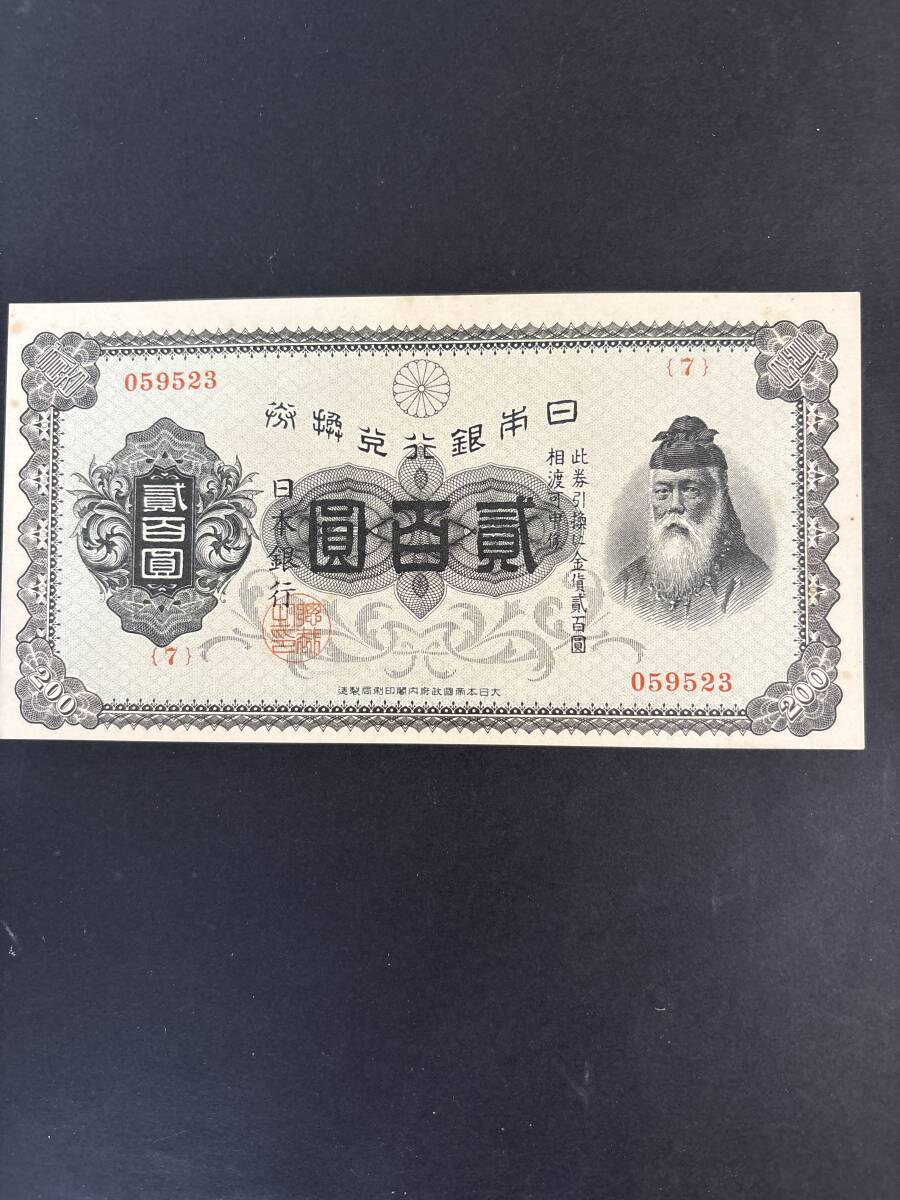 059523
{7}
日本銀行兌換券
此券引換に金貨貳百圓
相渡可申候
貳百圓
日本銀行
貳百圓
{7}
059523
大日本帝國政府内閣印刷局製造
200
200